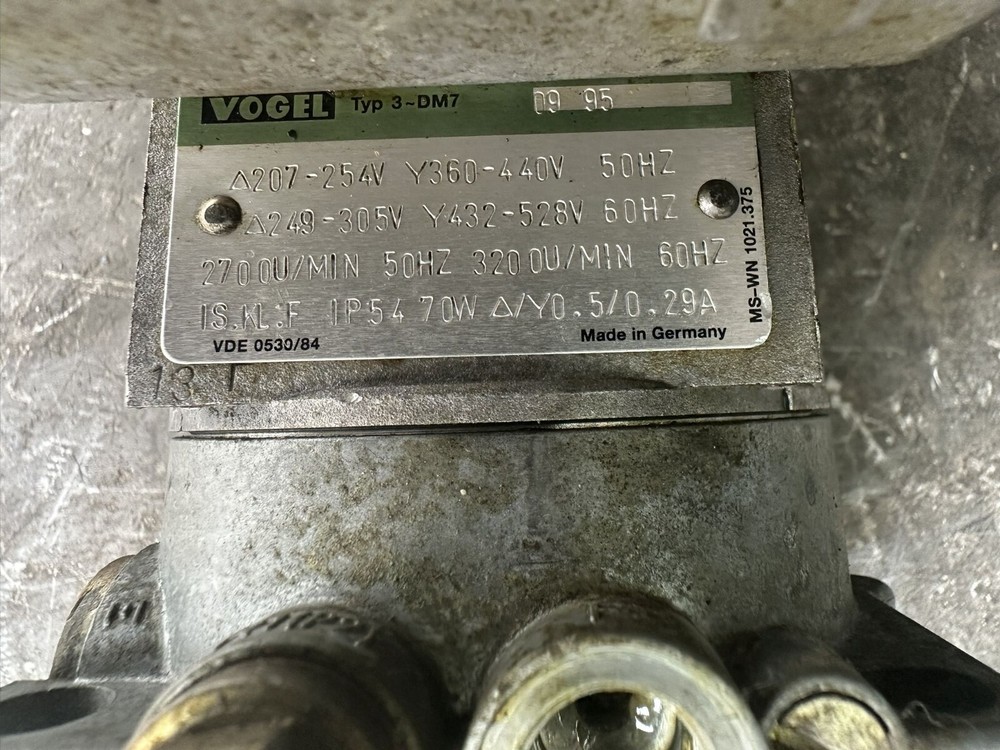 VOGEL Typ 3~DM7 09 95
△207-254V Y360-440V 50HZ
△249-305V Y432-528V 60HZ
2700U/MIN 50HZ 3200U/MIN 60HZ
IS.KL.F IP54 70W △/Y0.5/0.29A
VDE 0530/84 Made in Germany
MS-WN 1021.375
13